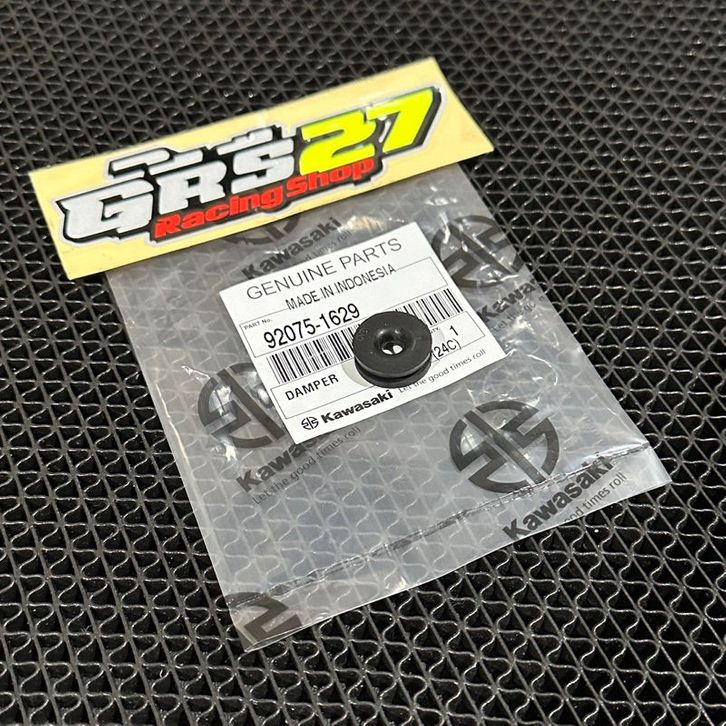 GRS27
Racing Shop
Kawasaki
GENUINE PARTS
MADE IN INDONESIA
PART No.
92075-1629
1
DAMPER
(24C)
Kawasaki
Let the good times roll
Kawasaki
Let the good times roll
Kawasaki
Let the good times roll